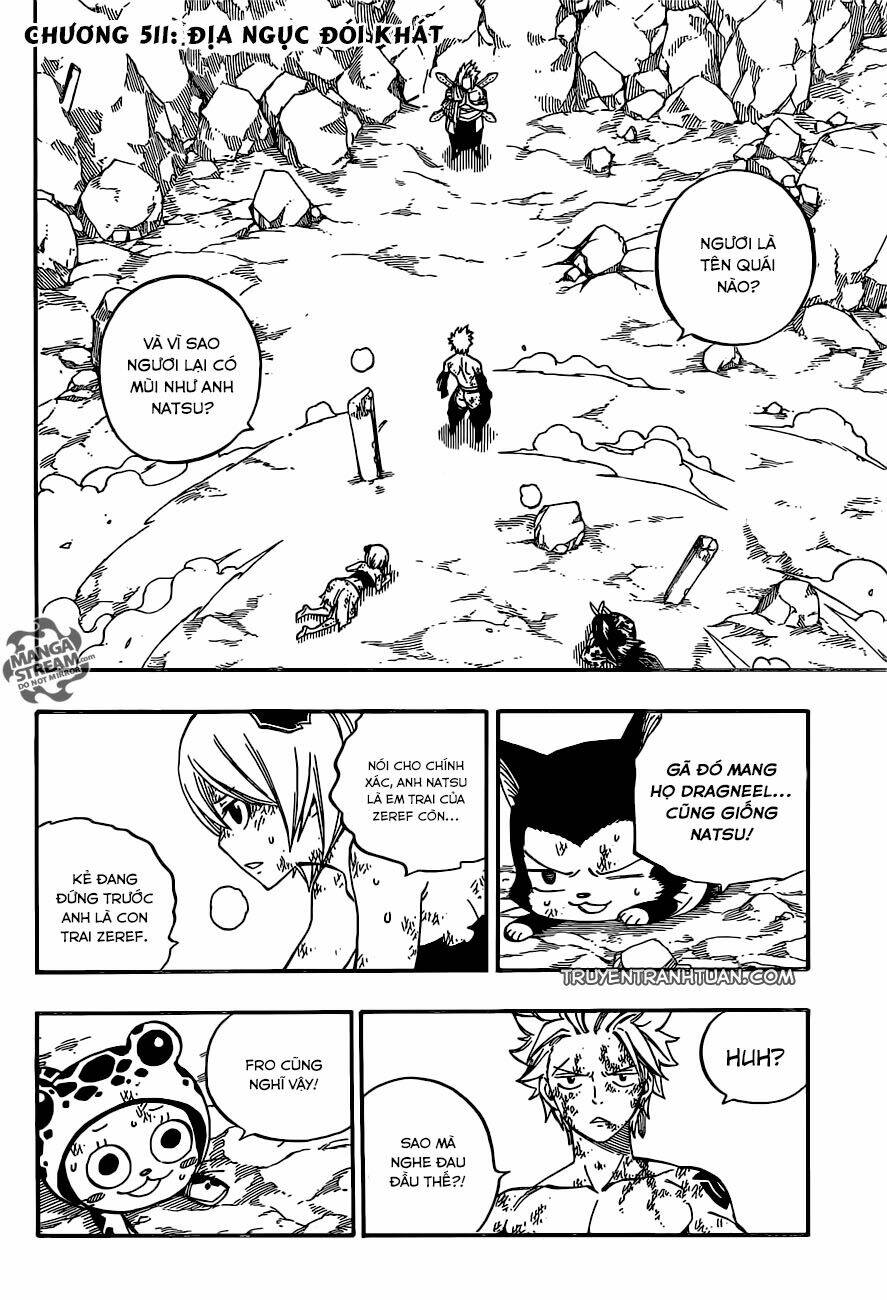 CHƯƠNG 511: ĐỊA NGỤC ĐÓI KHÁT
NGƯƠI LÀ
TÊN QUÁI
NÀO?
VÀ VÌ SAO
NGƯƠI LẠI CÓ
MÙI NHƯ ANH
NATSU?
MANGA
STREAM.com
DO NOT MIRROR
GÃ ĐÓ MANG
HỌ DRAGNEEL...
CŨNG GIỐNG
NATSU!
NÓI CHO CHÍNH
XÁC, ANH NATSU
LÀ EM TRAI CỦA
ZEREF CƠ...
KẺ ĐANG
ĐỨNG TRƯỚC
ANH LÀ CON
TRAI ZEREF.
TRUYENTRANHTUAN.COM
HUH?
SAO MÀ
NGHE ĐAU
ĐẦU THẾ?!
FRO CŨNG
NGHĨ VẬY!